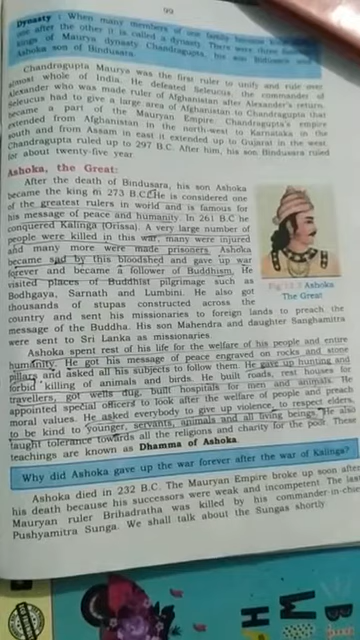 99
Dynasty : When many members of one family become
one after the other it is called a dynasty. There were three
kings of Maurya dynasty Chandragupta, his son Bindusara and
Ashoka son of Bindusara.
Chandragupta Maurya was the first ruler to unify and rule over
almost whole of India. He defeated Seleucus, the commander of
Alexander who was made ruler of Afghanistan after Alexander's return.
Seleucus had to give a large area of Afghanistan to Chandragupta that
became a part of the Mauryan Empire. Chandragupta's empire
extended from Afghanistan in the north-west to Karnataka in the
south and from Assam in east it extended up to Gujarat in the west.
Chandragupta ruled up to 297 B.C. After him, his son Bindusara ruled
for about twenty-five year.
Ashoka, the Great:
After the death of Bindusara, his son Ashoka
became the king in 273 B.C. He is considered one
of the greatest rulers in world and is famous for
his message of peace and humanity. In 261 B.C he
conquered Kalinga (Orissa). A very large number of
people were killed in this war, many were injured
and many more were made prisoners. Ashoka
became sad by this bloodshed and gave up war
forever and became a follower of Buddhism. He
visited places of Buddhist pilgrimage such as
Bodhgaya, Sarnath and Lumbini. He also got
thousands of stupas constructed across the
country and sent his missionaries to foreign lands to preach the
message of the Buddha. His son Mahendra and daughter Sanghamitra
were sent to Sri Lanka as missionaries.
Ashoka
The Great
Ashoka spent rest of his life for the welfare of his people and entire
humanity. He got his message of peace engraved on rocks and stone
pillars and asked all his subjects to follow them. He gave up hunting and
forbid killing of animals and birds. He built roads, rest houses for
travellers, got wells dug, built hospitals for men and animals. He
appointed special officers to look after the welfare of people and preach
moral values. He asked everybody to give up violence, to respect elders,
to be kind to younger, servants, animals and all living beings. He also
taught tolerance towards all the religions and charity for the poor. These
teachings are known as Dhamma of Ashoka.
Why did Ashoka gave up the war forever after the war of Kalinga?
Ashoka died in 232 B.C. The Mauryan Empire broke up soon after
his death because his successors were weak and incompetent. The last
Mauryan ruler Brihadratha was killed by his commander-in-chief
Pushyamitra Sunga. We shall talk about the Sungas shortly.